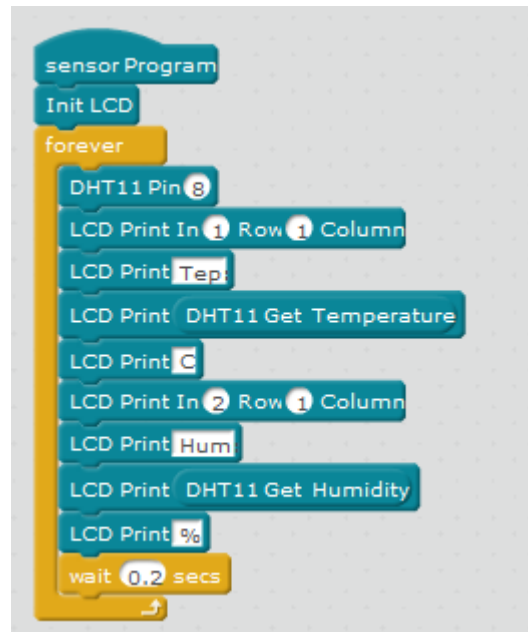 sensor Program
Init LCD
forever
DHT11 Pin 8
LCD Print In 1 Row 1 Column
LCD Print Tep:
LCD Print DHT11 Get Temperature
LCD Print C
LCD Print In 2 Row 1 Column
LCD Print Hum:
LCD Print DHT11 Get Humidity
LCD Print %
wait 0.2 secs